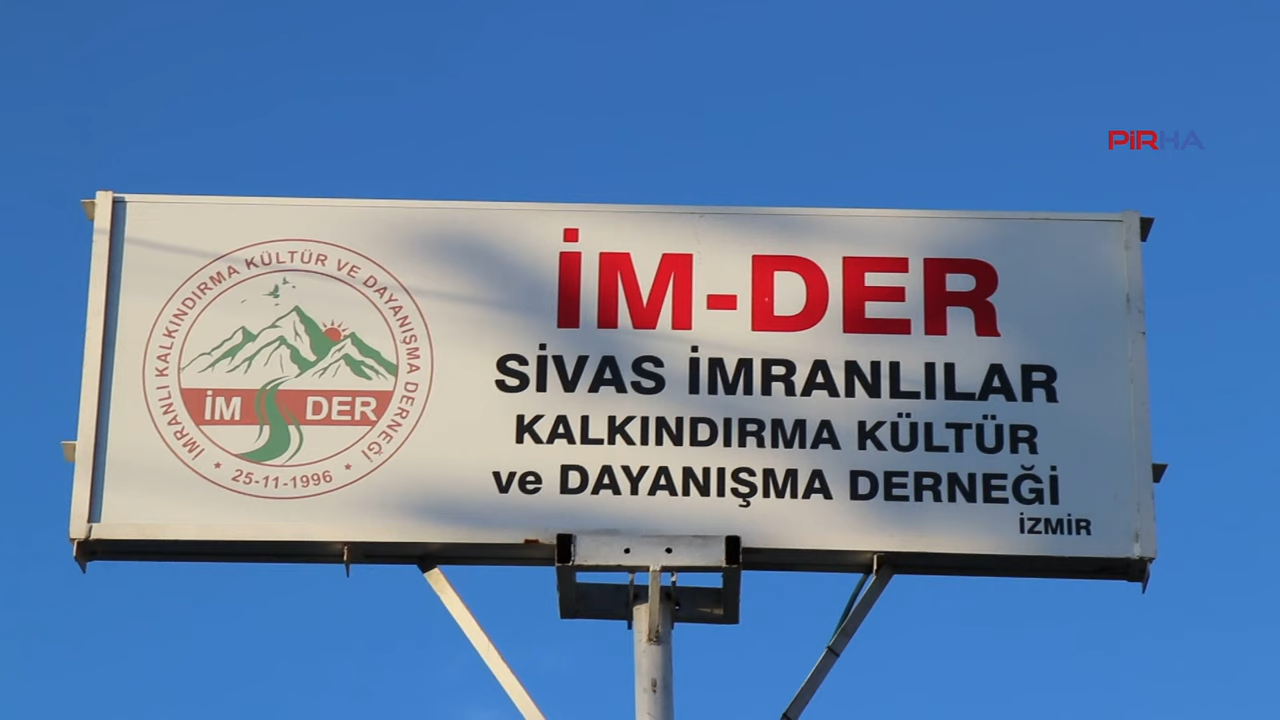 PİRHA
İM-DER
SİVAS İMRANLILAR
KALKINDIRMA KÜLTÜR
ve DAYANIŞMA DERNEĞİ
İZMİR
İMRANLI KALKINDIRMA KÜLTÜR VE DAYANIŞMA DERNEĞİ
İM DER
★ 25-11-1996 ★